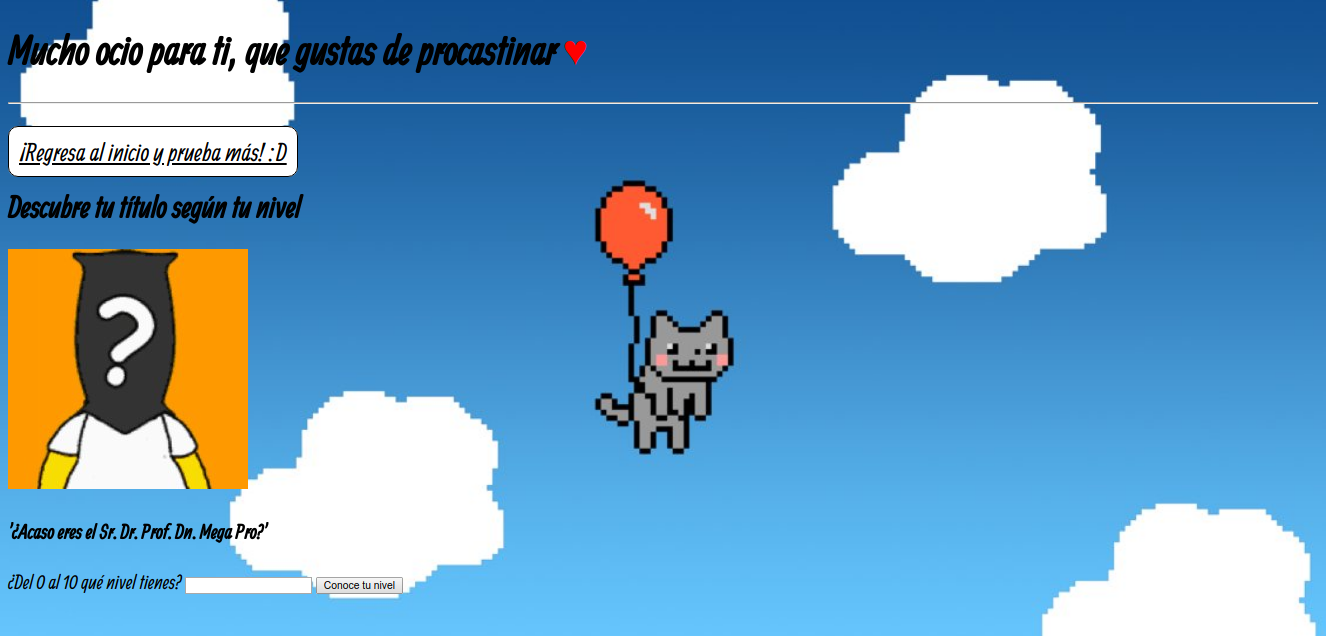 Mucho ocio para ti, que gustas de procastinar ♥
¡Regresa al inicio y prueba más! :D
Descubre tu título según tu nivel
?
'¿Acaso eres el Sr. Dr. Prof. Dn. Mega Pro?'
¿Del 0 al 10 qué nivel tienes? Conoce tu nivel